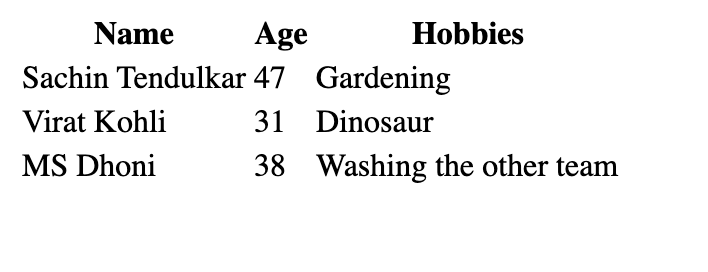 Name Age Hobbies
Sachin Tendulkar 47 Gardening
Virat Kohli 31 Dinosaur
MS Dhoni 38 Washing the other team